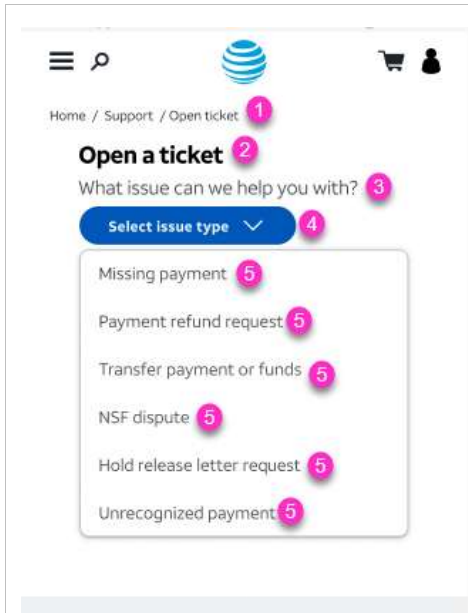 Home / Support / Open ticket 1
Open a ticket 2
What issue can we help you with? 3
Select issue type 4
Missing payment 5
Payment refund request 5
Transfer payment or funds 5
NSF dispute 5
Hold release letter request 5
Unrecognized payment 5